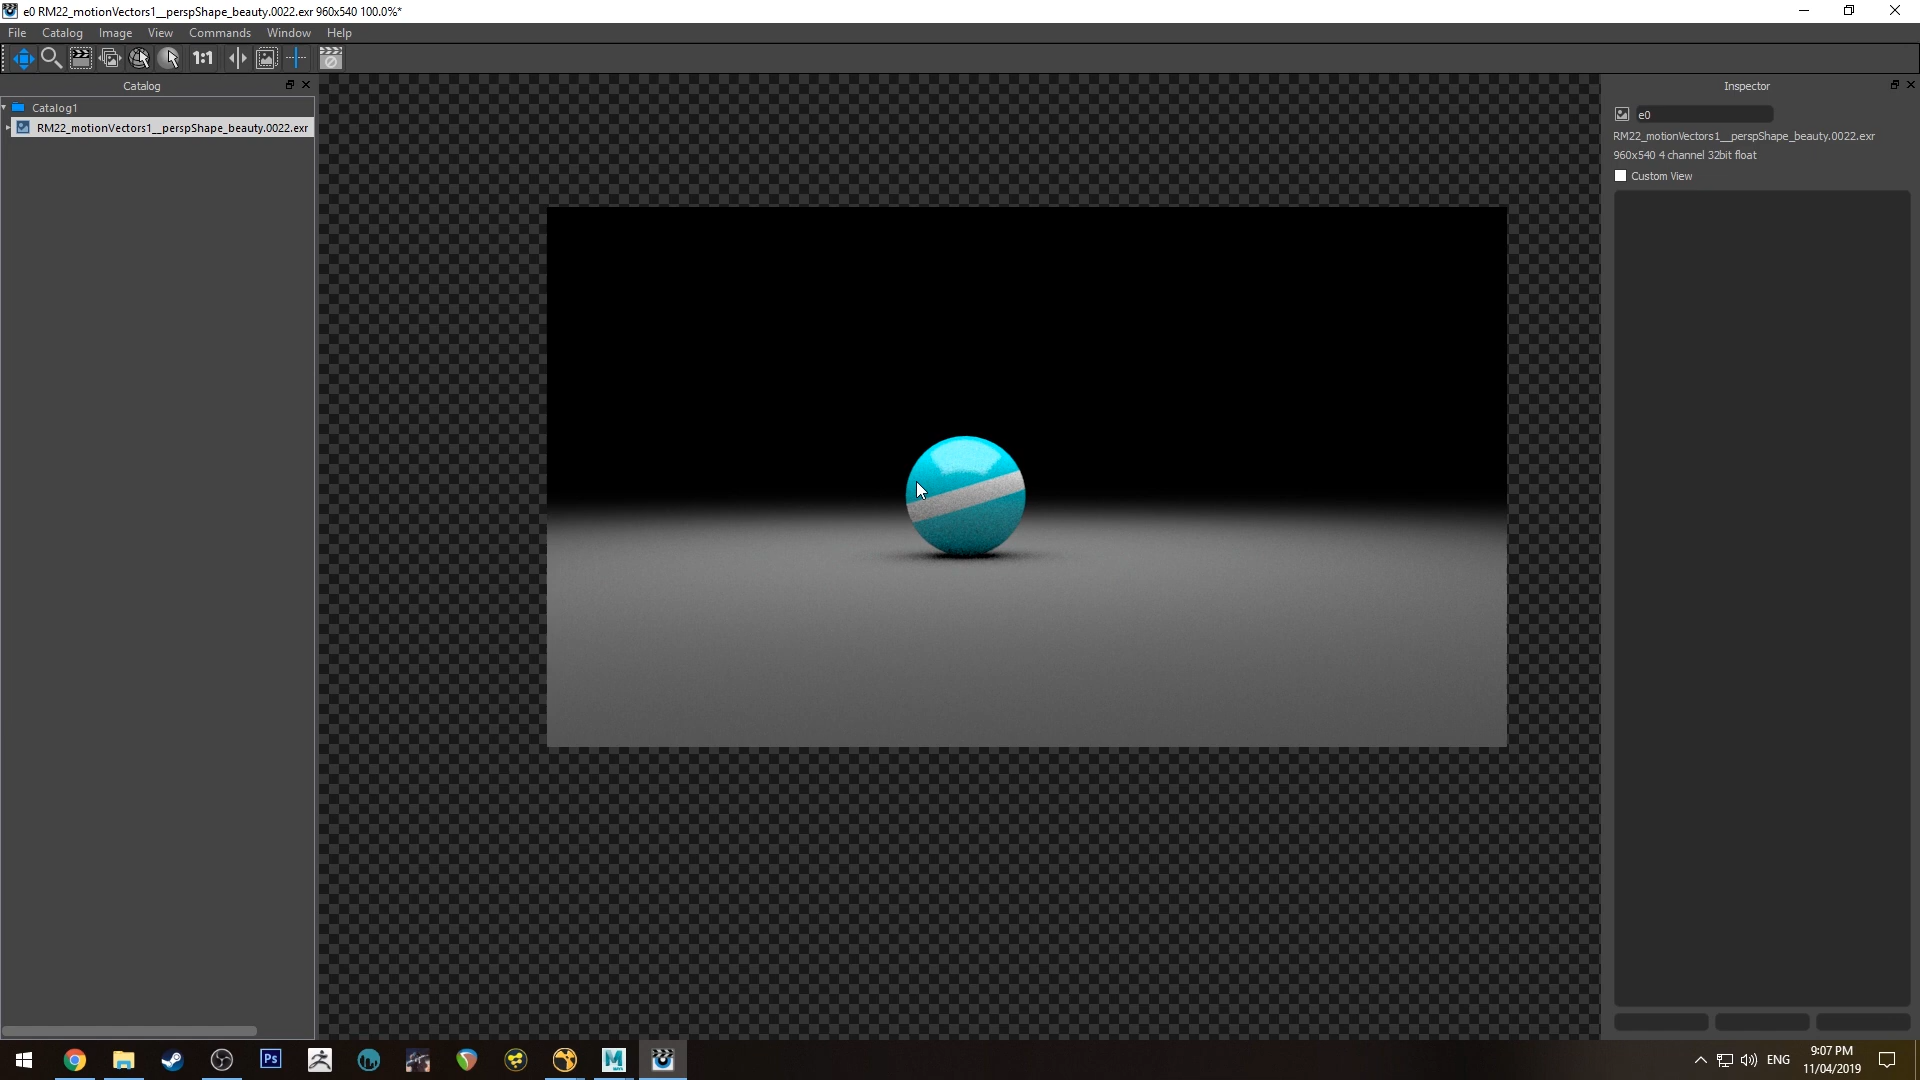 e0 RM22_motionVectors1__perspShape_beauty.0022.exr 960x540 100.0%*
File Catalog Image View Commands Window Help
1:1
Catalog
Inspector
Catalog1
e0
RM22_motionVectors1__perspShape_beauty.0022.exr
RM22_motionVectors1__perspShape_beauty.0022.exr
960x540 4 channel 32bit float
Custom View
Ps
M
ENG
9:07 PM
11/04/2019